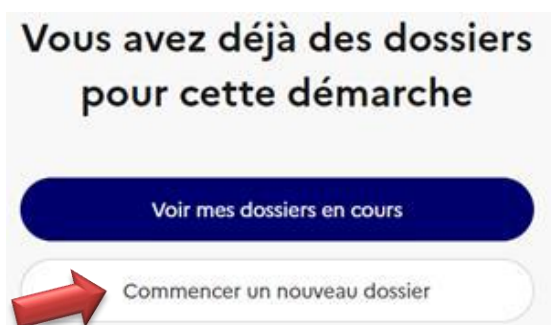 Vous avez déjà des dossiers
pour cette démarche
Voir mes dossiers en cours
Commencer un nouveau dossier